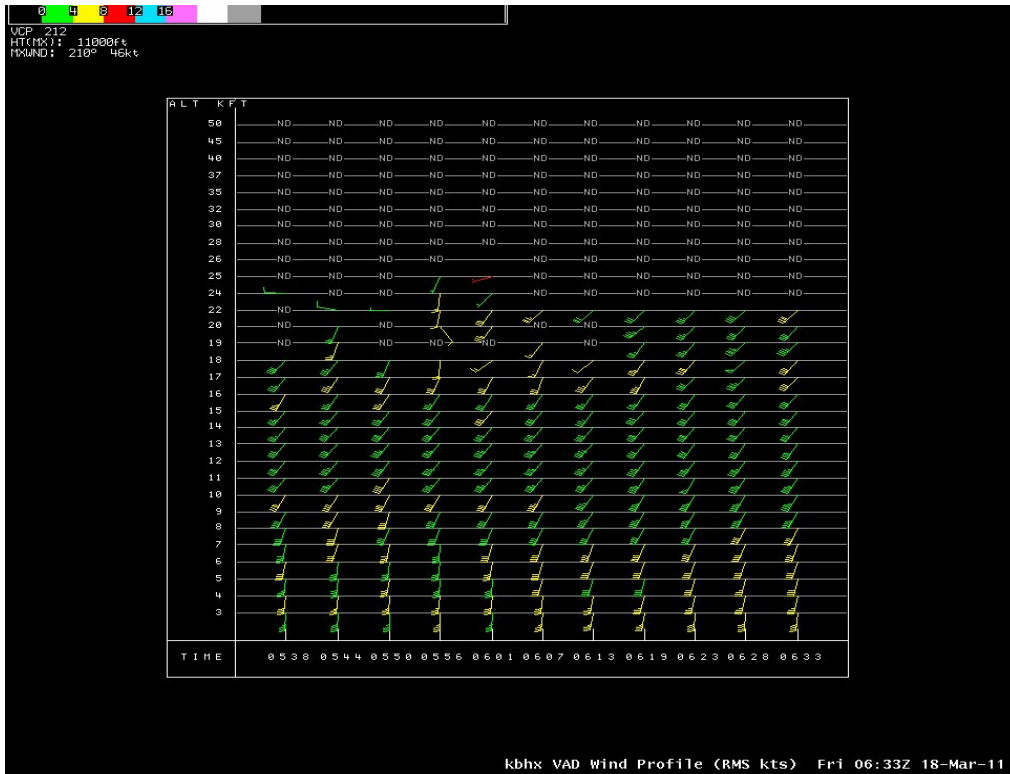 0 4 8 12 16
VCP 212
HT(MX): 11000ft
MXWND: 210° 46kt
ALT KFT
50 ND ND ND ND ND ND ND ND ND ND ND
45 ND ND ND ND ND ND ND ND ND ND ND
40 ND ND ND ND ND ND ND ND ND ND ND
37 ND ND ND ND ND ND ND ND ND ND ND
35 ND ND ND ND ND ND ND ND ND ND ND
32 ND ND ND ND ND ND ND ND ND ND ND
30 ND ND ND ND ND ND ND ND ND ND ND
28 ND ND ND ND ND ND ND ND ND ND ND
26 ND ND ND ND ND ND ND ND ND ND
25 ND ND ND ND ND ND ND ND ND
24 ND ND ND ND ND ND ND ND
22 ND
20 ND ND ND ND
19 ND ND ND ND
18
17
16
15
14
13
12
11
10
9
8
7
6
5
4
3
TIME 0538 0544 0550 0556 0601 0607 0613 0619 0623 0628 0633
kbhx VAD Wind Profile (RMS kts) Fri 06:33Z 18-Mar-11